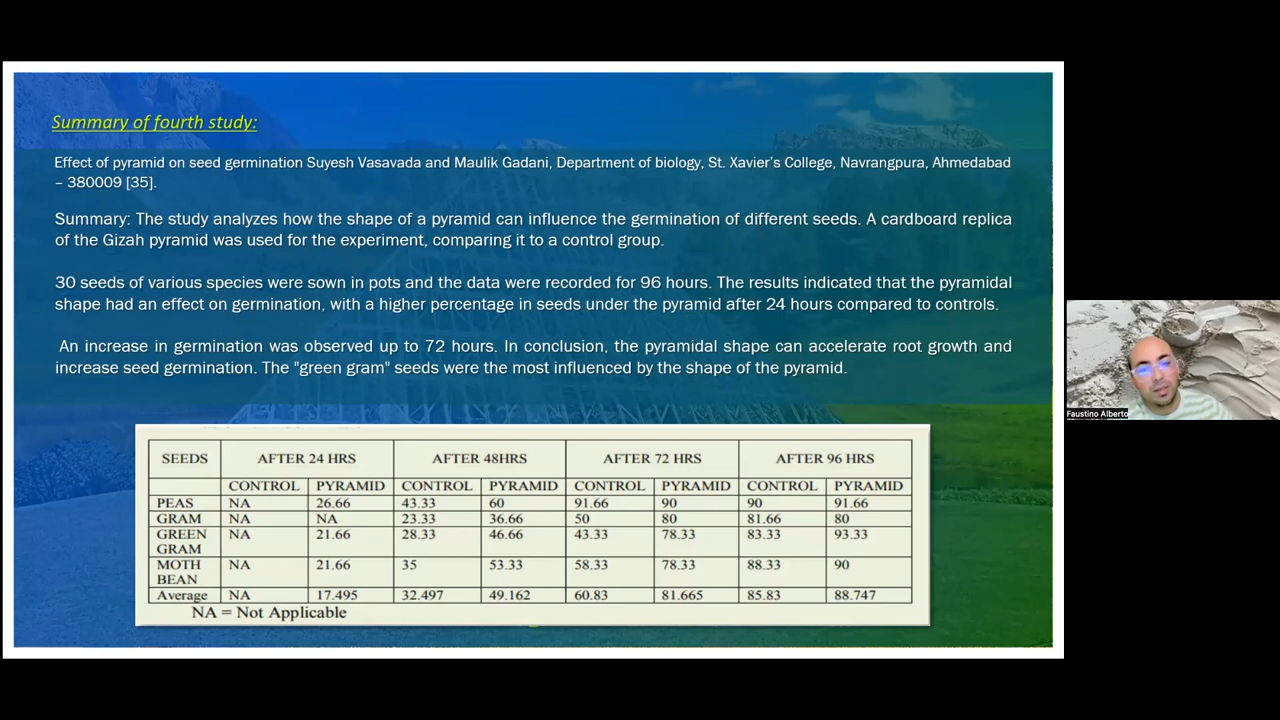 Summary of fourth study:
Effect of pyramid on seed germination Suyesh Vasavada and Maulik Gadani, Department of biology, St. Xavier's College, Navrangpura, Ahmedabad
– 380009 [35].
Summary: The study analyzes how the shape of a pyramid can influence the germination of different seeds. A cardboard replica
of the Gizah pyramid was used for the experiment, comparing it to a control group.
30 seeds of various species were sown in pots and the data were recorded for 96 hours. The results indicated that the pyramidal
shape had an effect on germination, with a higher percentage in seeds under the pyramid after 24 hours compared to controls.
An increase in germination was observed up to 72 hours. In conclusion, the pyramidal shape can accelerate root growth and
increase seed germination. The "green gram" seeds were the most influenced by the shape of the pyramid.
SEEDS AFTER 24 HRS AFTER 48HRS AFTER 72 HRS AFTER 96 HRS
CONTROL PYRAMID CONTROL PYRAMID CONTROL PYRAMID CONTROL PYRAMID
PEAS NA 26.66 43.33 60 91.66 90 90 91.66
GRAM NA NA 23.33 36.66 50 80 81.66 80
GREEN NA 21.66 28.33 46.66 43.33 78.33 83.33 93.33
GRAM
MOTH NA 21.66 35 53.33 58.33 78.33 88.33 90
BEAN
Average NA 17.495 32.497 49.162 60.83 81.665 85.83 88.747
NA = Not Applicable
Faustino Alberto